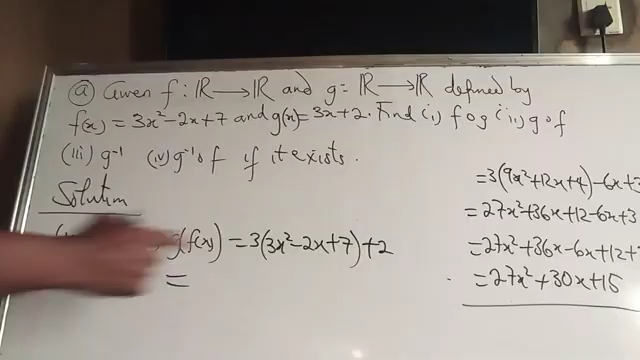 (a) Given f: ℝ → ℝ and g= ℝ → ℝ defined by
f(x) = 3x² - 2x + 7 and g(x) = 3x + 2. Find (i) f o g (ii) g o f
(iii) g⁻¹ (iv) g⁻¹ o f if it exists.
Solution
g(f(x)) = 3(3x² - 2x + 7) + 2
=
= 3(9x² + 12x + 4) - 6x + 3
= 27x² + 36x + 12 - 6x + 3
= 27x² + 36x - 6x + 12 +
= 27x² + 30x + 15